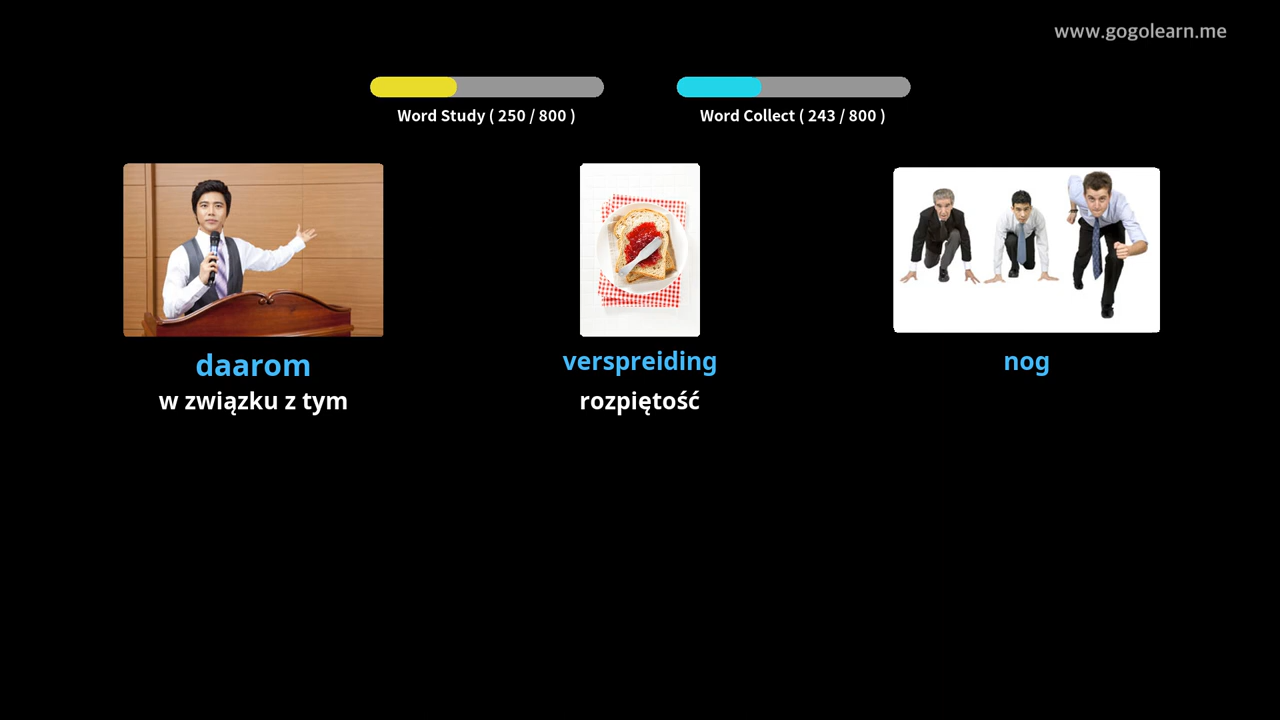 www.gogolearn.me
Word Study ( 250 / 800 )
Word Collect ( 243 / 800 )
daarom
w związku z tym
verspreiding
rozpiętość
nog